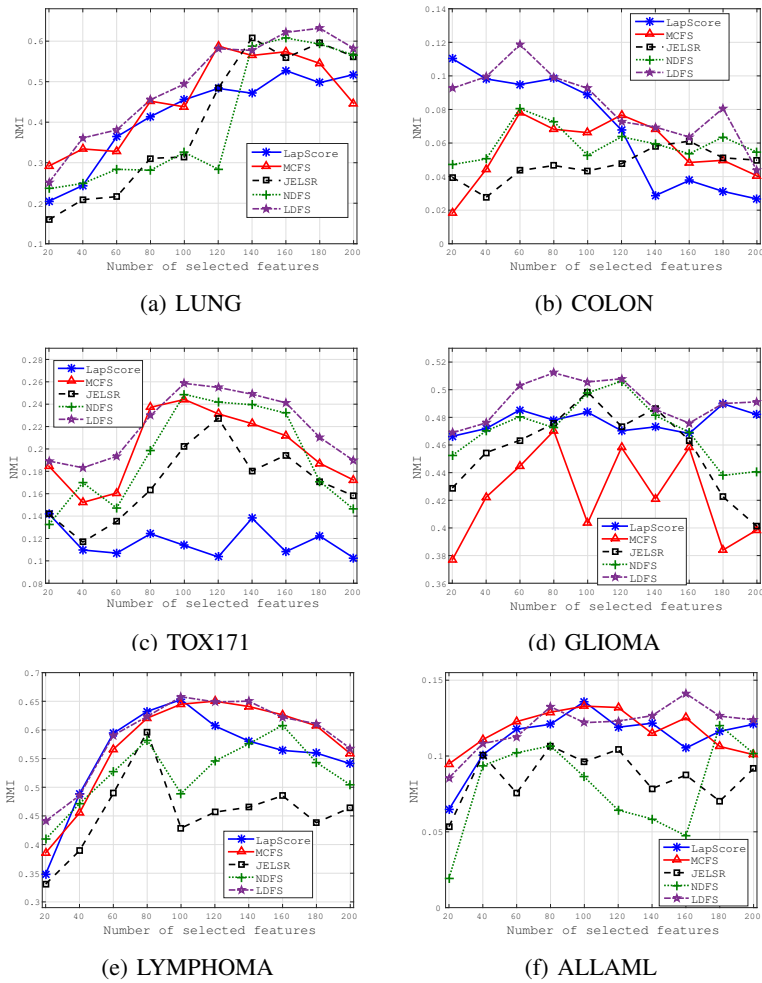 0.6
0.5
0.4
0.3
0.2
0.1
NMI
LapScore
MCFS
JELSR
NDFS
LDFS
20 40 60 80 100 120 140 160 180 200
Number of selected features
(a) LUNG
0.14
0.12
0.1
0.08
0.06
0.04
0.02
0
NMI
LapScore
MCFS
JELSR
NDFS
LDFS
20 40 60 80 100 120 140 160 180 200
Number of selected features
(b) COLON
0.28
0.26
0.24
0.22
0.2
0.18
0.16
0.14
0.12
0.1
0.08
NMI
LapScore
MCFS
JELSR
NDFS
LDFS
20 40 60 80 100 120 140 160 180 200
Number of selected features
(c) TOX171
0.52
0.5
0.48
0.46
0.44
0.42
0.4
0.38
0.36
NMI
LapScore
MCFS
JELSR
NDFS
LDFS
20 40 60 80 100 120 140 160 180 200
Number of selected features
(d) GLIOMA
0.7
0.65
0.6
0.55
0.5
0.45
0.4
0.35
0.3
NMI
LapScore
MCFS
JELSR
NDFS
LDFS
20 40 60 80 100 120 140 160 180 200
Number of selected features
(e) LYMPHOMA
0.15
0.1
0.05
0
NMI
LapScore
MCFS
JELSR
NDFS
LDFS
20 40 60 80 100 120 140 160 180 200
Number of selected features
(f) ALLAML